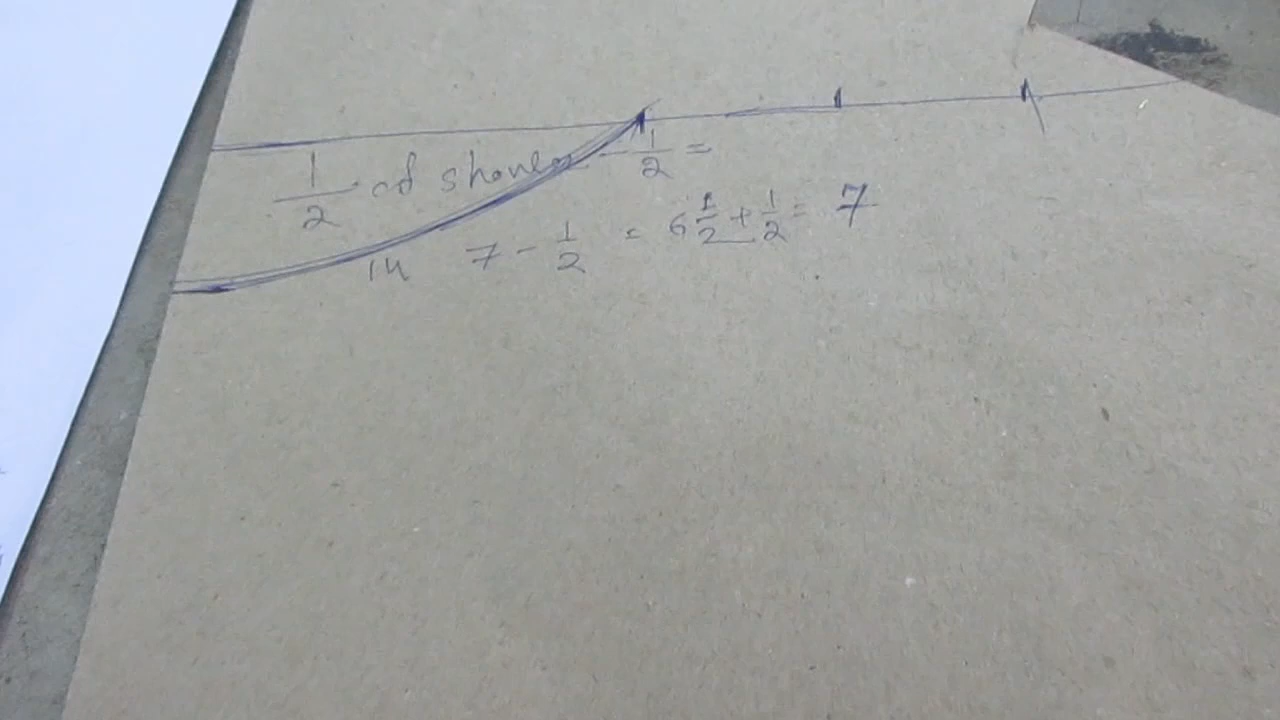 1/2 of shoulder - 1/2 =
14 7 - 1/2 = 6 1/2 + 1/2 = 7